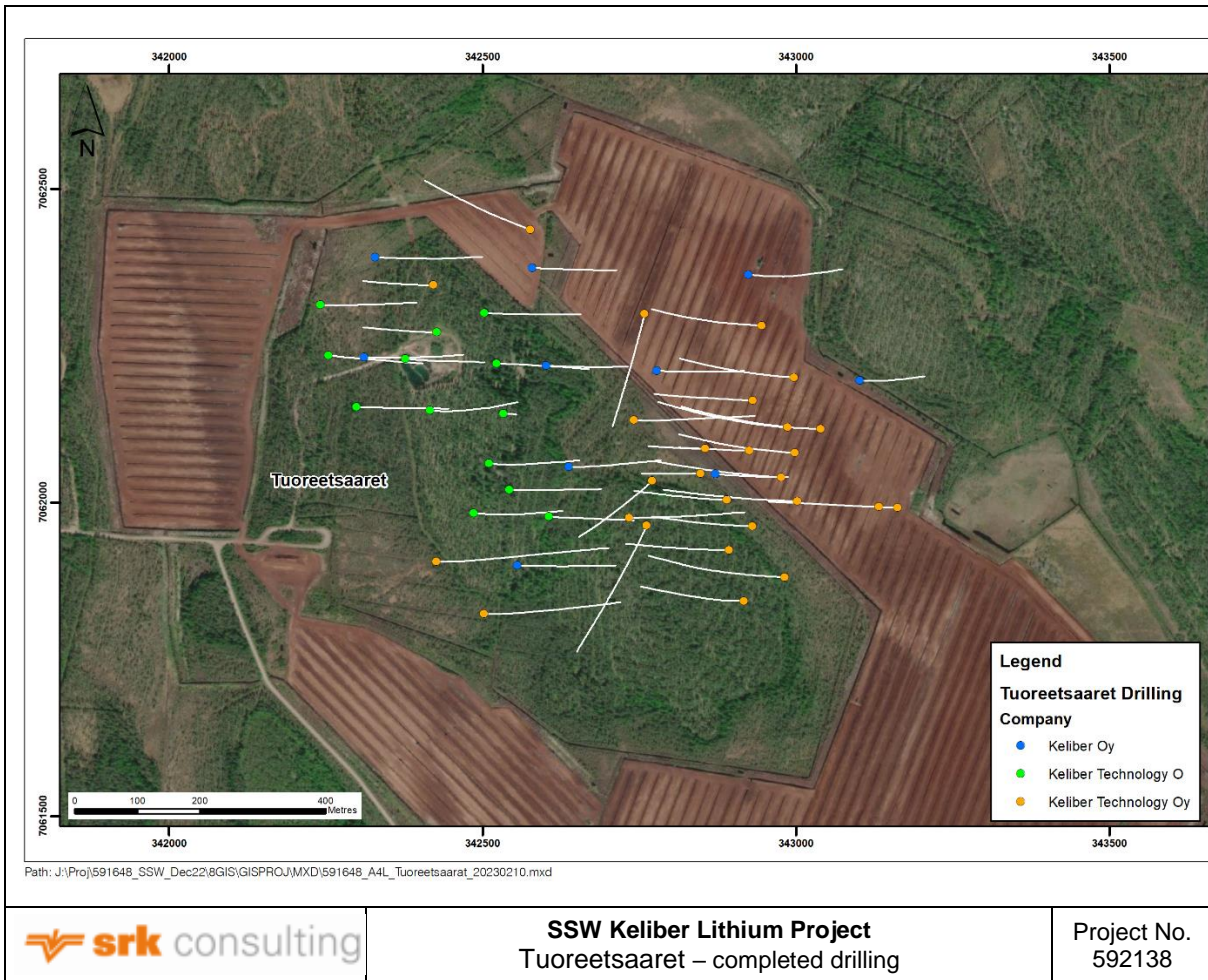 342000 342500 343000 343500
N
7062500
7062000
7061500
Tuoreetsaaret
Legend
Tuoreetsaaret Drilling
Company
Keliber Oy
Keliber Technology O
Keliber Technology Oy
0 100 200 400
Metres
342000 342500 343000 343500
Path: J:\Proj\591648_SSW_Dec22\8GIS\GISPROJ\MXD\591648_A4L_Tuoreetsaarat_20230210.mxd
srk consulting
SSW Keliber Lithium Project
Tuoreetsaaret – completed drilling
Project No.
592138